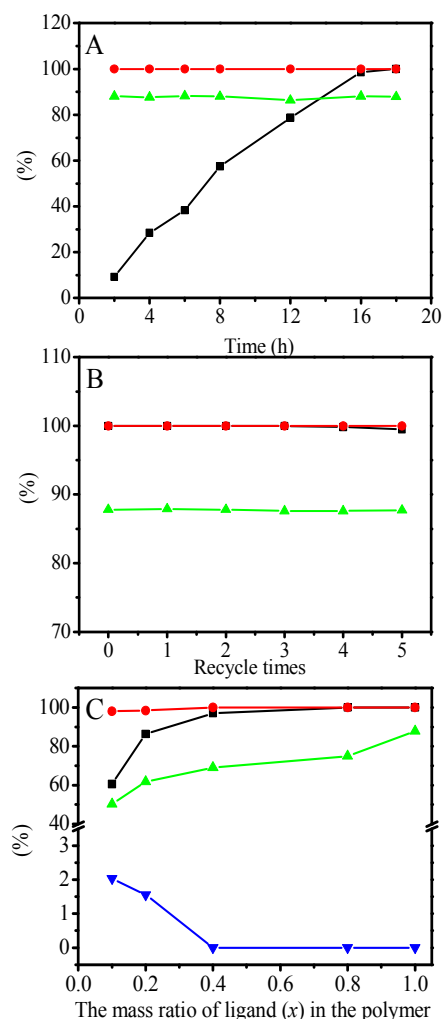 A
120
100
80
60
40
20
0
(%)
0 4 8 12 16 20
Time (h)
B
110
100
90
80
70
(%)
0 1 2 3 4 5
Recycle times
C
100
80
60
40
3
2
1
0
(%)
0.0 0.2 0.4 0.6 0.8 1.0
The mass ratio of ligand (x) in the polymer